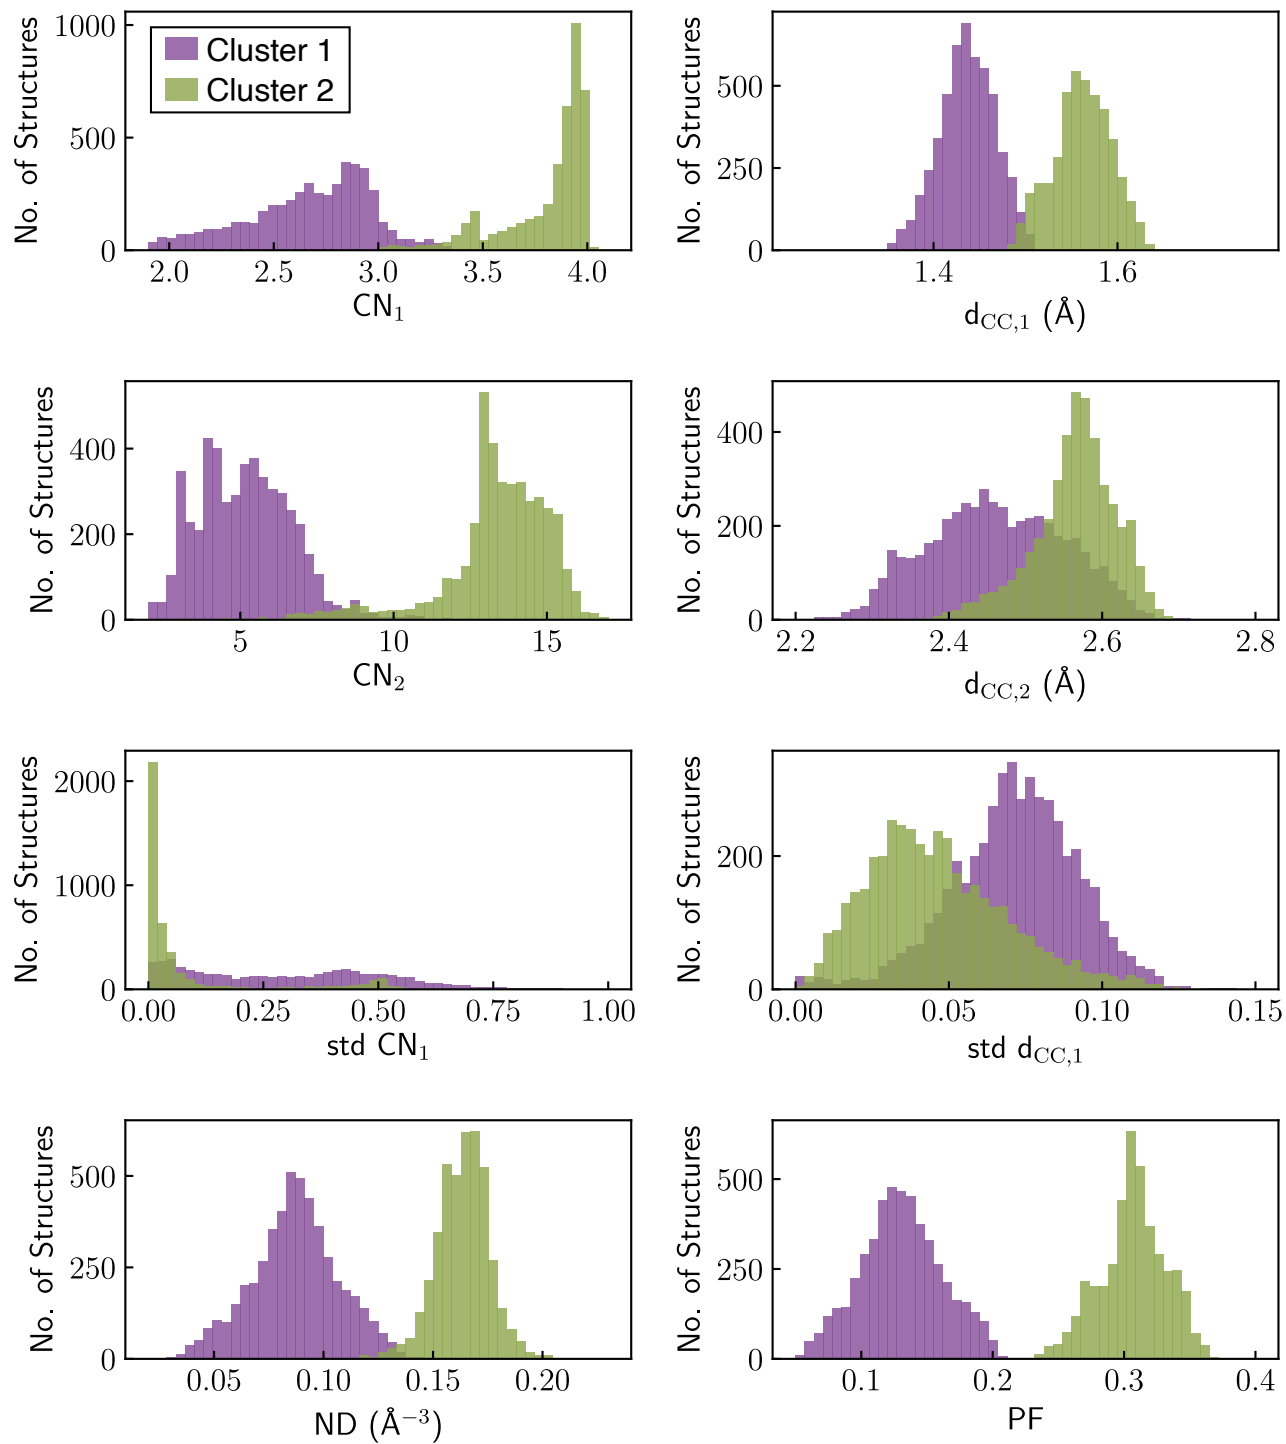 No. of Structures
1000
500
0
Cluster 1
Cluster 2
2.0 2.5 3.0 3.5 4.0
CN₁
No. of Structures
500
250
0
1.4 1.6
d_CC,1 (Å)
No. of Structures
400
200
0
5 10 15
CN₂
No. of Structures
400
200
0
2.2 2.4 2.6 2.8
d_CC,2 (Å)
No. of Structures
2000
1000
0
0.00 0.25 0.50 0.75 1.00
std CN₁
No. of Structures
200
0
0.00 0.05 0.10 0.15
std d_CC,1
No. of Structures
500
250
0
0.05 0.10 0.15 0.20
ND (Å⁻³)
No. of Structures
500
250
0
0.1 0.2 0.3 0.4
PF